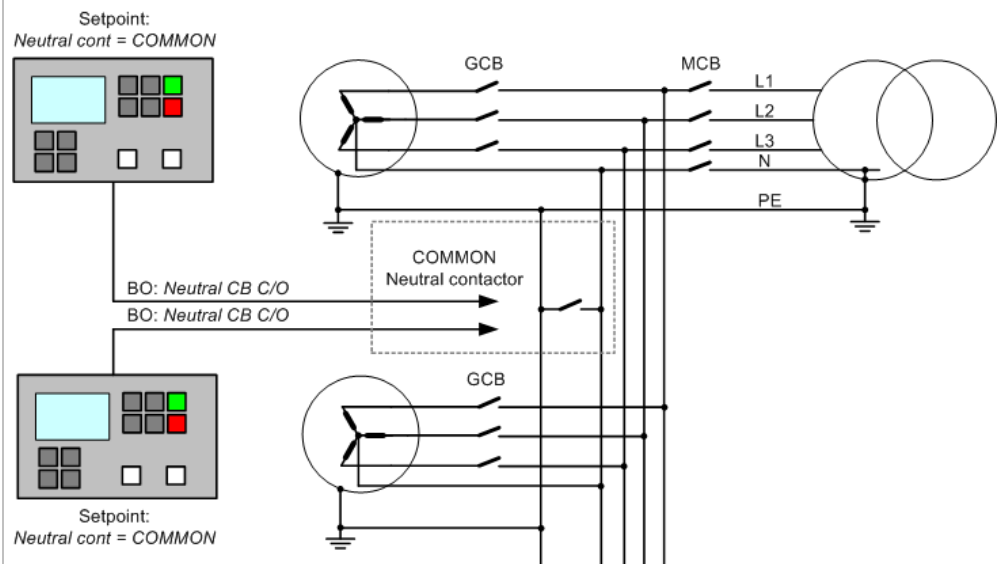 Setpoint:
Neutral cont = COMMON
GCB
MCB
L1
L2
L3
N
PE
COMMON
Neutral contactor
BO: Neutral CB C/O
BO: Neutral CB C/O
GCB
Setpoint:
Neutral cont = COMMON